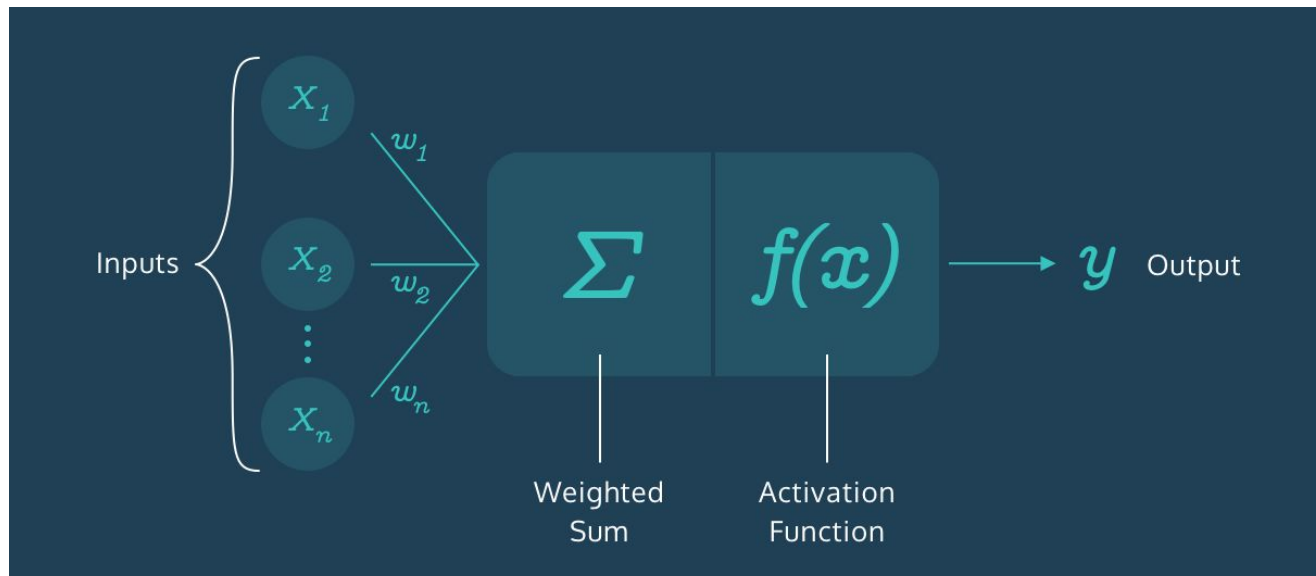 X₁
w₁
Inputs
X₂
w₂
Xₙ
wₙ
Σ
f(x)
y
Output
Weighted
Sum
Activation
Function